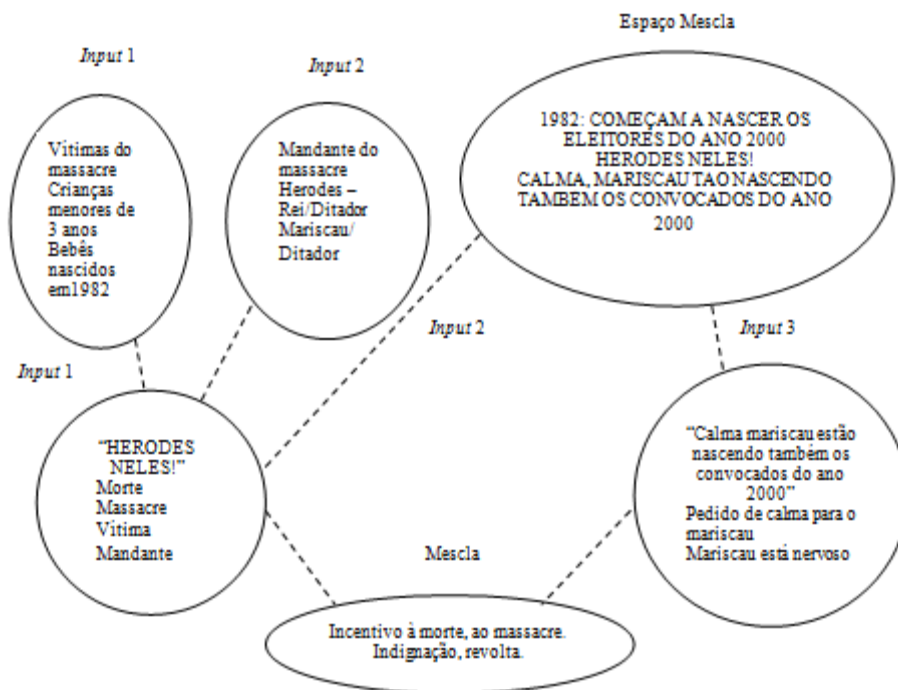 Espaço Mescla
Input 1
Input 2
Vítimas do
massacre
Crianças
menores de
3 anos
Bebês
nascidos
em1982
Mandante do
massacre
Herodes –
Rei/Ditador
Mariscau/
Ditador
1982: COMEÇAM A NASCER OS
ELEITORES DO ANO 2000
HERODES NELES!
CALMA, MARISCAU TAO NASCENDO
TAMBEM OS CONVOCADOS DO ANO
2000
Input 1
Input 2
Input 3
“HERODES
NELES!”
Morte
Massacre
Vítima
Mandante
“Calma mariscau estão
nascendo também os
convocados do ano
2000”
Pedido de calma para o
mariscau
Mariscau está nervoso
Mescla
Incentivo à morte, ao massacre.
Indignação, revolta.